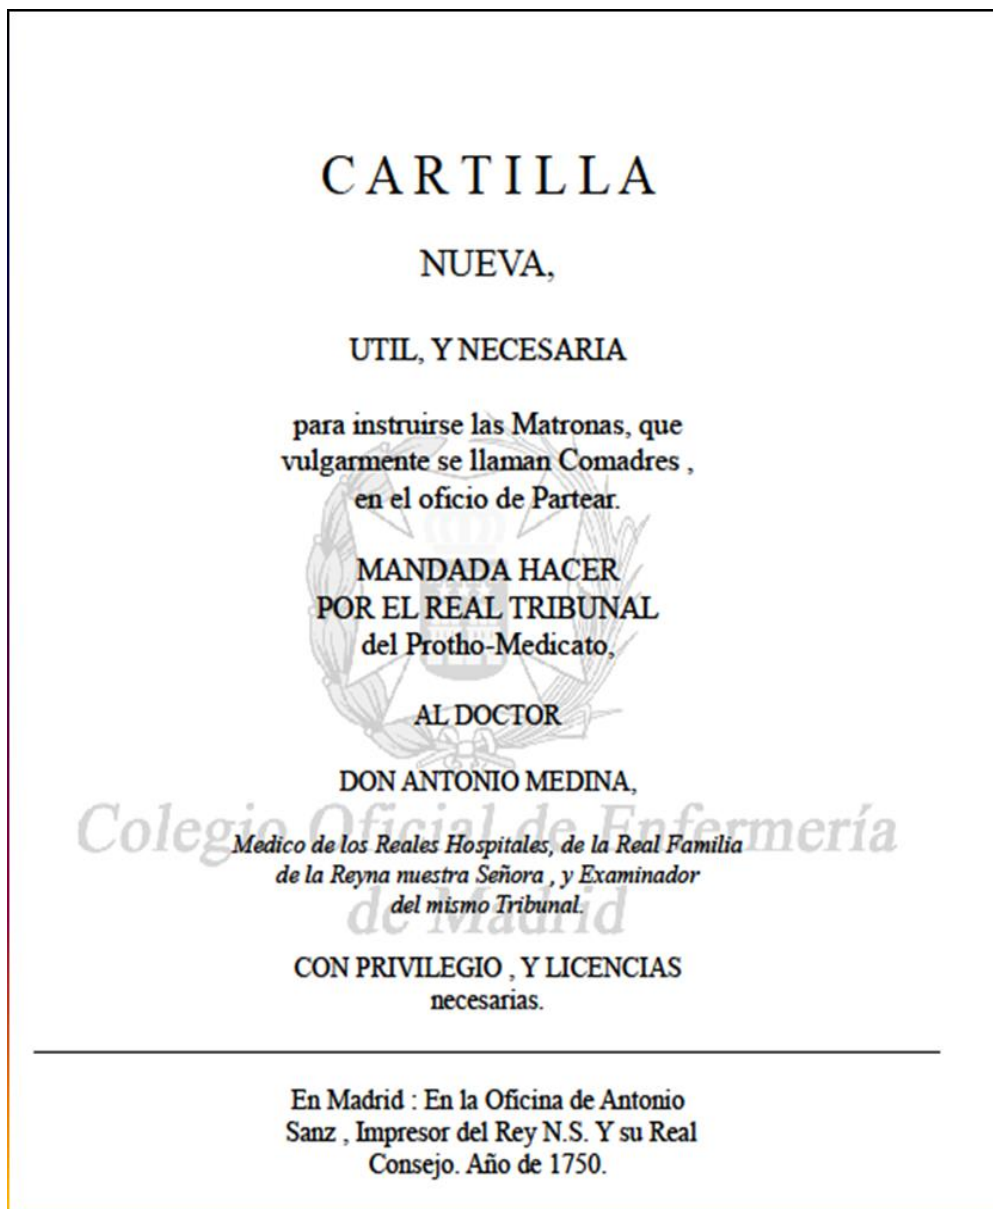 CARTILLA
NUEVA,
UTIL, Y NECESARIA
para instruirse las Matronas, que
vulgarmente se llaman Comadres ,
en el oficio de Partear.
MANDADA HACER
POR EL REAL TRIBUNAL
del Protho-Medicato,
AL DOCTOR
DON ANTONIO MEDINA,
Colegio Oficial de Enfermería
de Madrid
Medico de los Reales Hospitales, de la Real Familia
de la Reyna nuestra Señora , y Examinador
del mismo Tribunal.
CON PRIVILEGIO , Y LICENCIAS
necesarias.
En Madrid : En la Oficina de Antonio
Sanz , Impresor del Rey N.S. Y su Real
Consejo. Año de 1750.